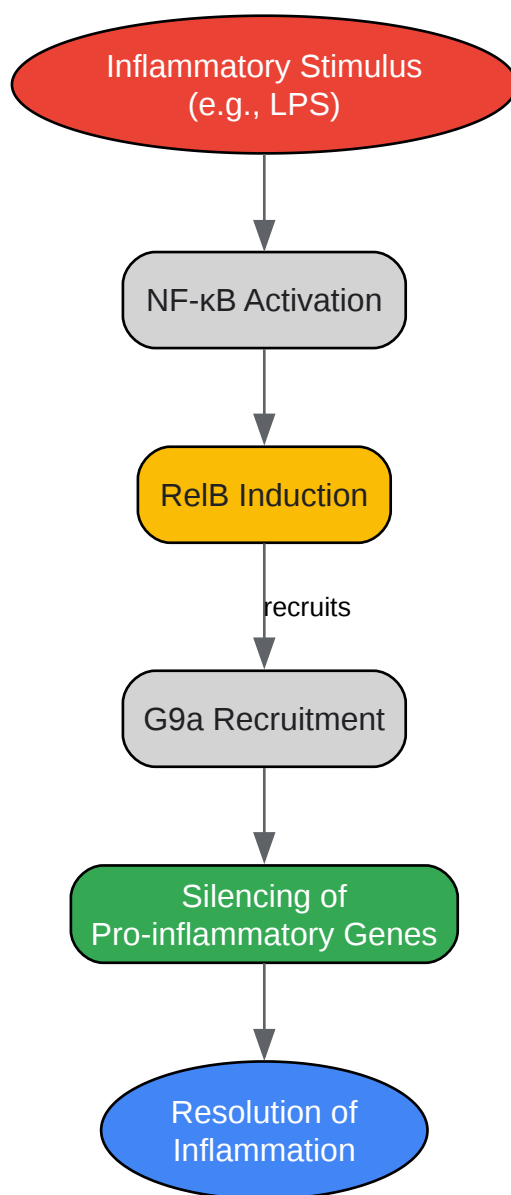 Inflammatory Stimulus
(e.g., LPS)
NF-κB Activation
RelB Induction
recruits
G9a Recruitment
Silencing of
Pro-inflammatory Genes
Resolution of
Inflammation